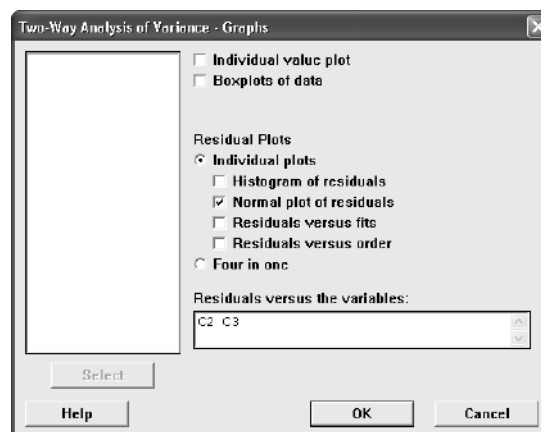 Two-Way Analysis of Variance - Graphs
Individual value plot
Boxplots of data
Residual Plots
Individual plots
Histogram of residuals
Normal plot of residuals
Residuals versus fits
Residuals versus order
Four in one
Residuals versus the variables:
C2 C3
Select
Help
OK
Cancel